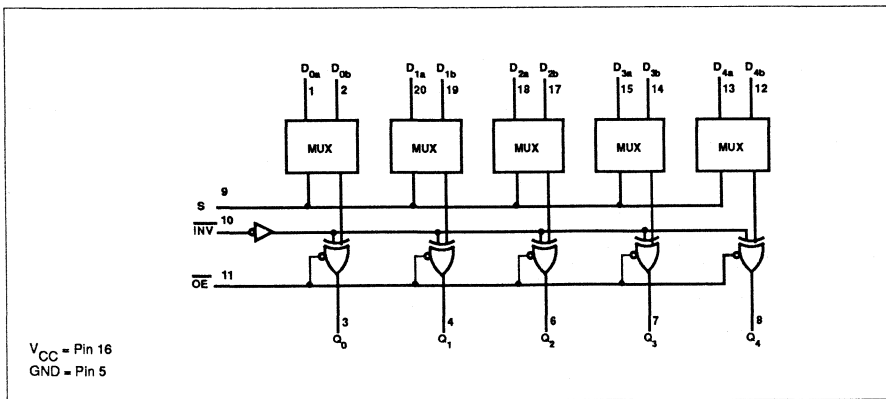 D0a D0b D1a D1b D2a D2b D3a D3b D4a D4b
1 2 20 19 18 17 15 14 13 12
MUX MUX MUX MUX MUX
9
S
10
INV
11
OE
3 4 6 7 8
Q0 Q1 Q2 Q3 Q4
VCC = Pin 16
GND = Pin 5